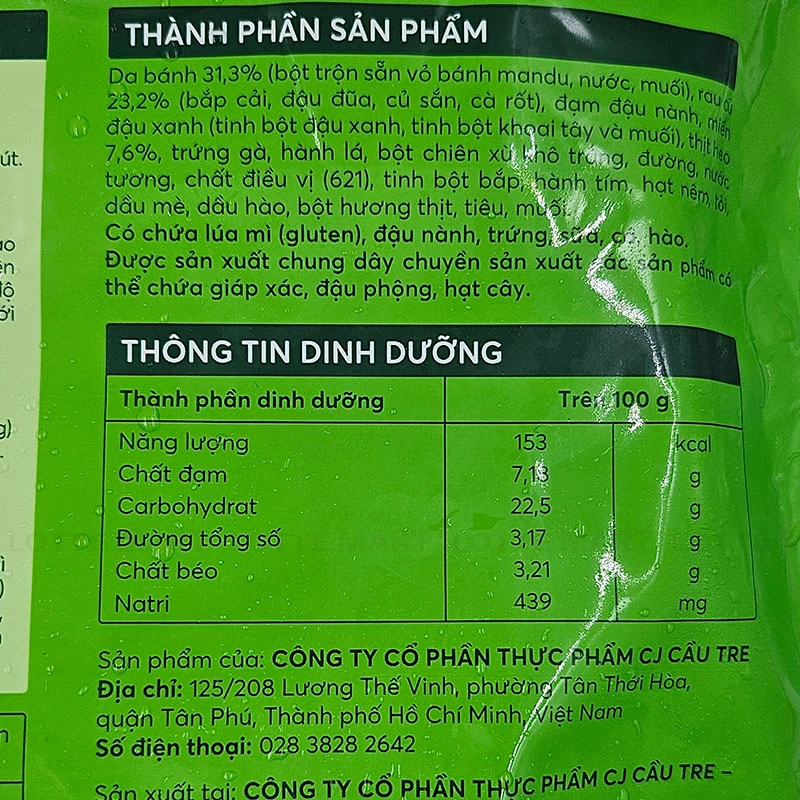 THÀNH PHẦN SẢN PHẨM
Da bánh 31,3% (bột trộn sẵn vỏ bánh mandu, nước, muối), rau củ
23,2% (bắp cải, đậu đũa, củ sắn, cà rốt), đạm đậu nành, miến
đậu xanh (tinh bột đậu xanh, tinh bột khoai tây và muối), thịt heo
7,6%, trứng gà, hành lá, bột chiên xù khô trắng, đường, nước
tương, chất điều vị (621), tinh bột bắp, hành tím, hạt nêm, tỏi,
dầu mè, dầu hào, bột hương thịt, tiêu, muối.
Có chứa lúa mì (gluten), đậu nành, trứng, sữa, cá, hào.
Được sản xuất chung dây chuyền sản xuất các sản phẩm có
thể chứa giáp xác, đậu phộng, hạt cây.
THÔNG TIN DINH DƯỠNG
Thành phần dinh dưỡng Trên 100 g
Năng lượng 153 kcal
Chất đạm 7,13 g
Carbohydrat 22,5 g
Đường tổng số 3,17 g
Chất béo 3,21 g
Natri 439 mg
Sản phẩm của: CÔNG TY CỔ PHẦN THỰC PHẨM CJ CẦU TRE
Địa chỉ: 125/208 Lương Thế Vinh, phường Tân Thới Hòa,
quận Tân Phú, Thành phố Hồ Chí Minh, Việt Nam
Số điện thoại: 028 3828 2642
Sản xuất tại: CÔNG TY CỔ PHẦN THỰC PHẨM CJ CẦU TRE –